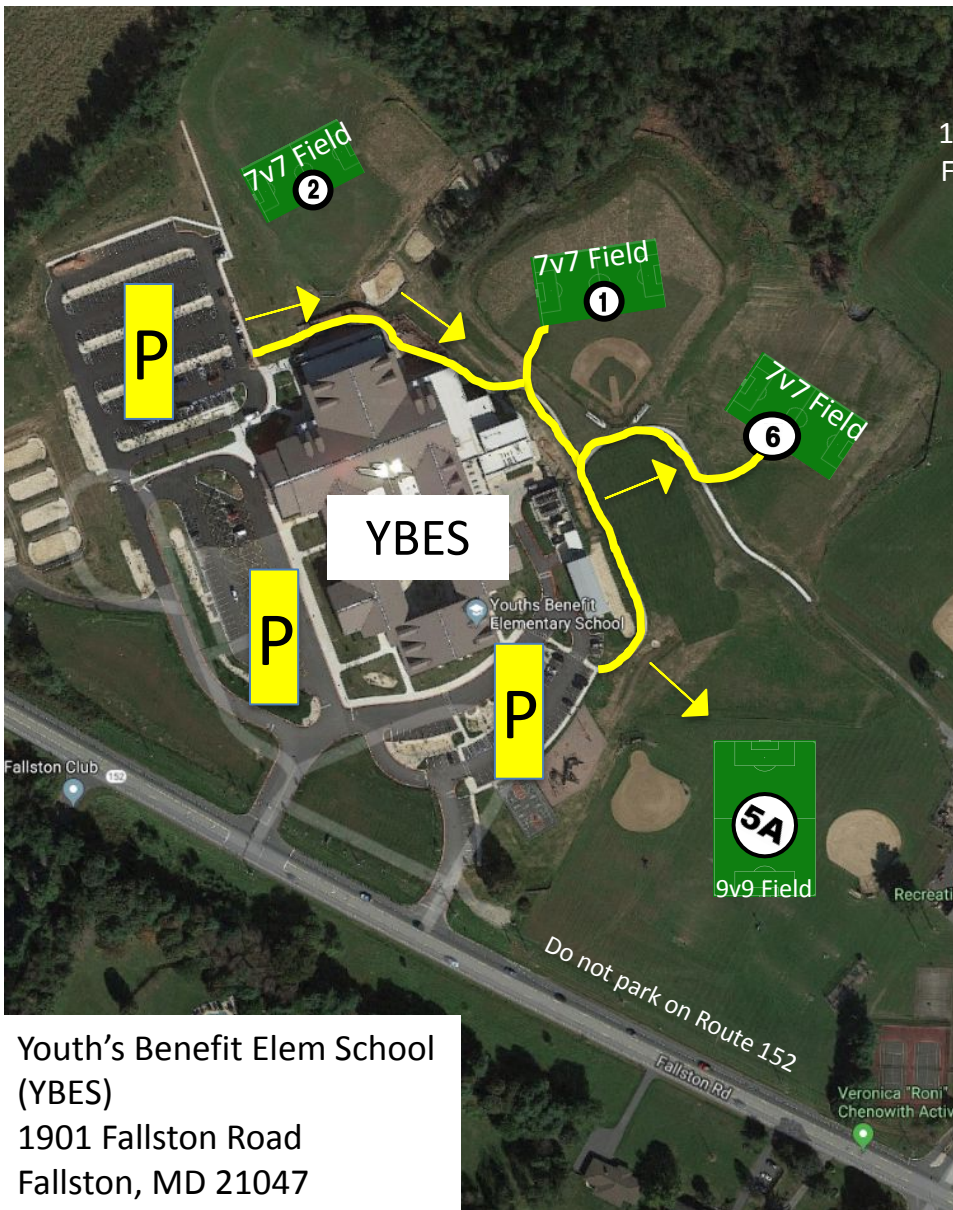 7v7 Field
2
1
F
7v7 Field
1
7v7 Field
6
P
YBES
Youths Benefit
Elementary School
P
P
Fallston Club
152
5A
9v9 Field
Recreati
Do not park on Route 152
Fallston Rd
Veronica "Roni"
Chenowith Activ
Youth's Benefit Elem School
(YBES)
1901 Fallston Road
Fallston, MD 21047